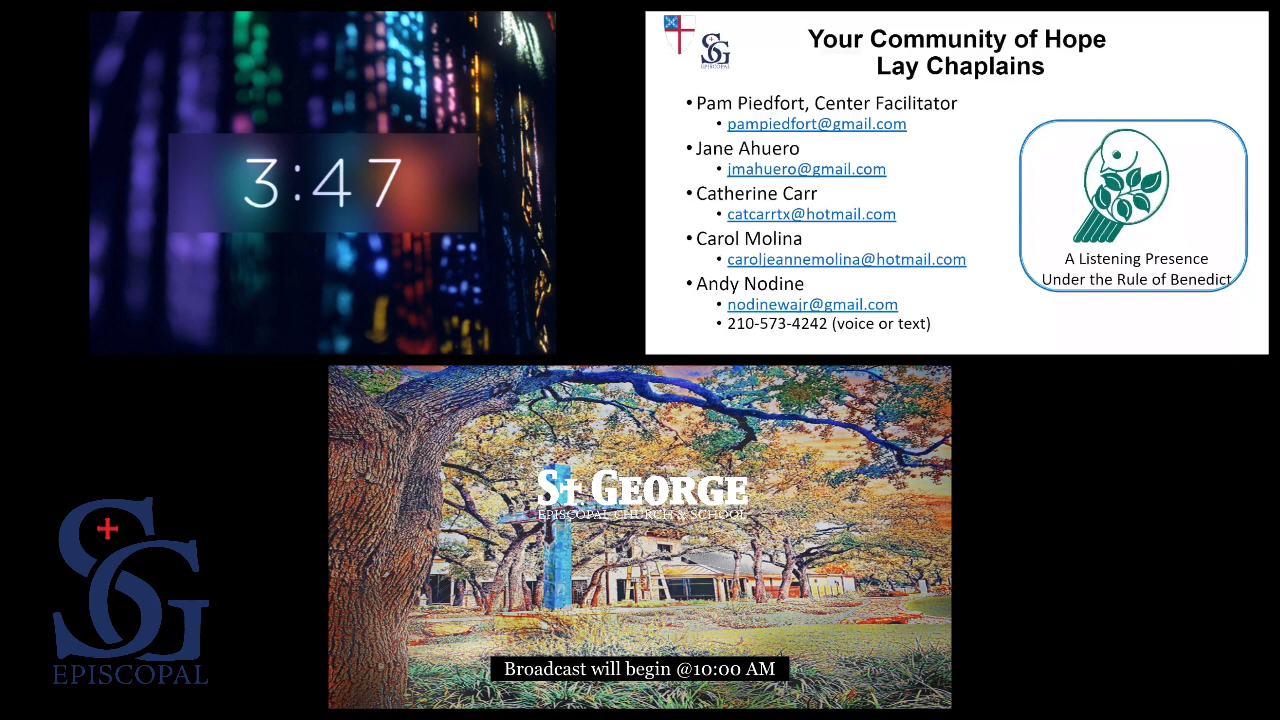 3:47
SG
EPISCOPAL
Your Community of Hope
Lay Chaplains
• Pam Piedfort, Center Facilitator
• pampiedfort@gmail.com
• Jane Ahuero
• jmahuero@gmail.com
• Catherine Carr
• catcarrtx@hotmail.com
• Carol Molina
• caroljeannemolina@hotmail.com
• Andy Nodine
• nodinewajr@gmail.com
• 210-573-4242 (voice or text)
A Listening Presence
Under the Rule of Benedict
St GEORGE
EPISCOPAL CHURCH & SCHOOL
Broadcast will begin @10:00 AM
SG
EPISCOPAL